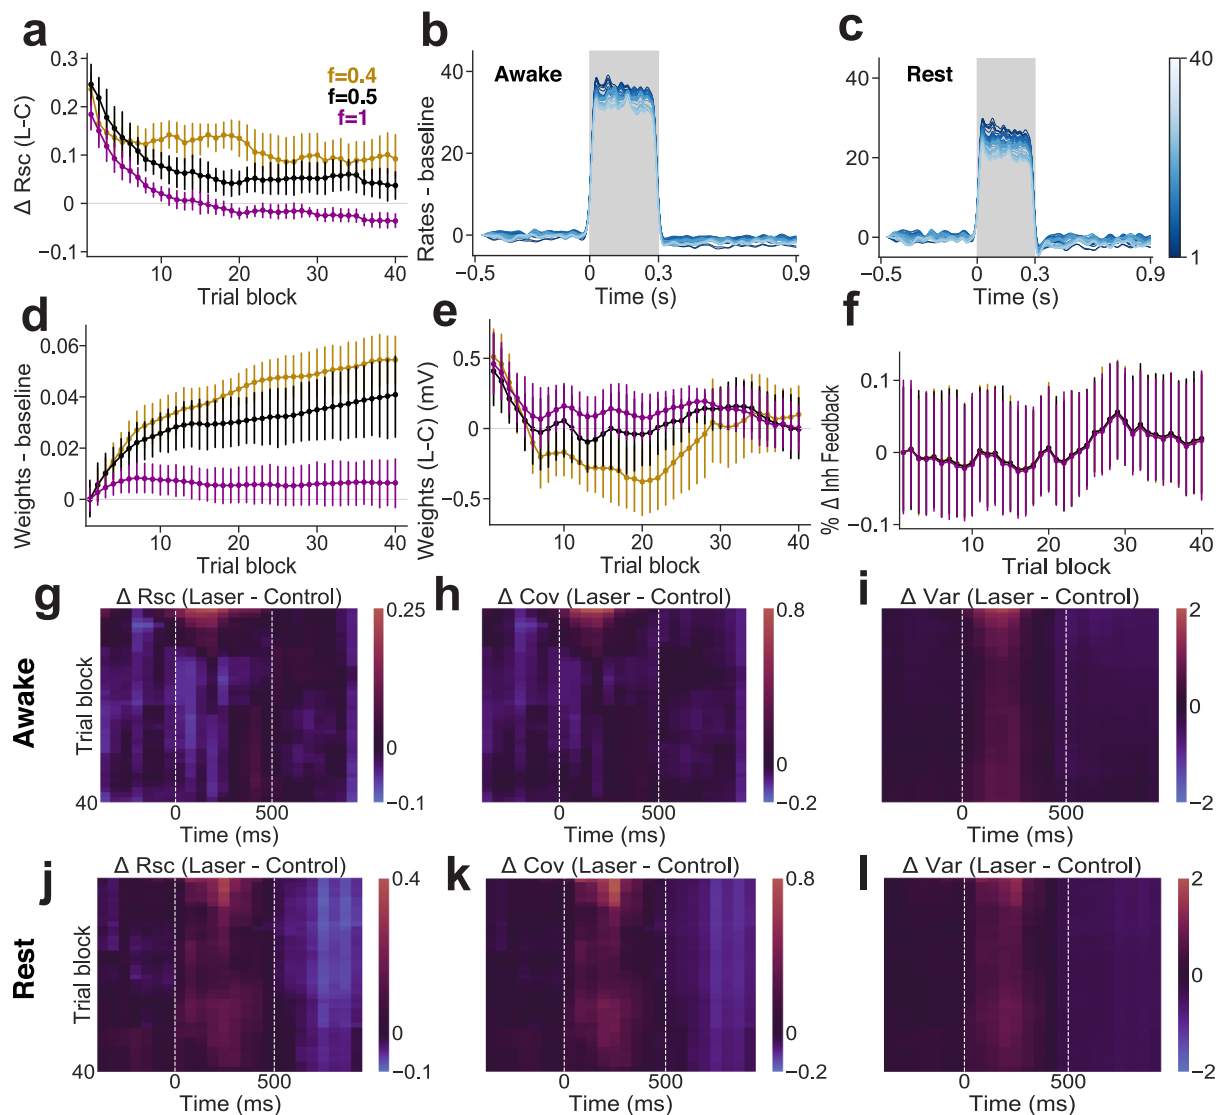 a
Δ Rsc (L-C)
0.3
0.2
0.1
0
−0.1
f=0.4
f=0.5
f=1
10
20
30
40
Trial block
b
Rates - baseline
40
20
0
Awake
−0.5
0
0.3
0.9
Time (s)
c
40
20
0
Rest
−0.5
0
0.3
0.9
Time (s)
40
1
d
Weights - baseline
0.06
0.04
0.02
0
10
20
30
40
Trial block
e
Weights (L-C) (mV)
0.5
0
−0.5
10
20
30
40
Trial block
f
% Δ Inh Feedback
0.1
0
−0.1
10
20
30
40
Trial block
Awake
g
Δ Rsc (Laser - Control)
Trial block
40
0
500
Time (ms)
0.25
0
−0.1
h
Δ Cov (Laser - Control)
0
500
Time (ms)
0.8
0
−0.2
i
Δ Var (Laser - Control)
0
500
Time (ms)
2
1
0
−1
−2
Rest
j
Δ Rsc (Laser - Control)
Trial block
40
0
500
Time (ms)
0.4
0
−0.1
k
Δ Cov (Laser - Control)
0
500
Time (ms)
0.8
0
−0.2
l
Δ Var (Laser - Control)
0
500
Time (ms)
2
1
0
−1
−2